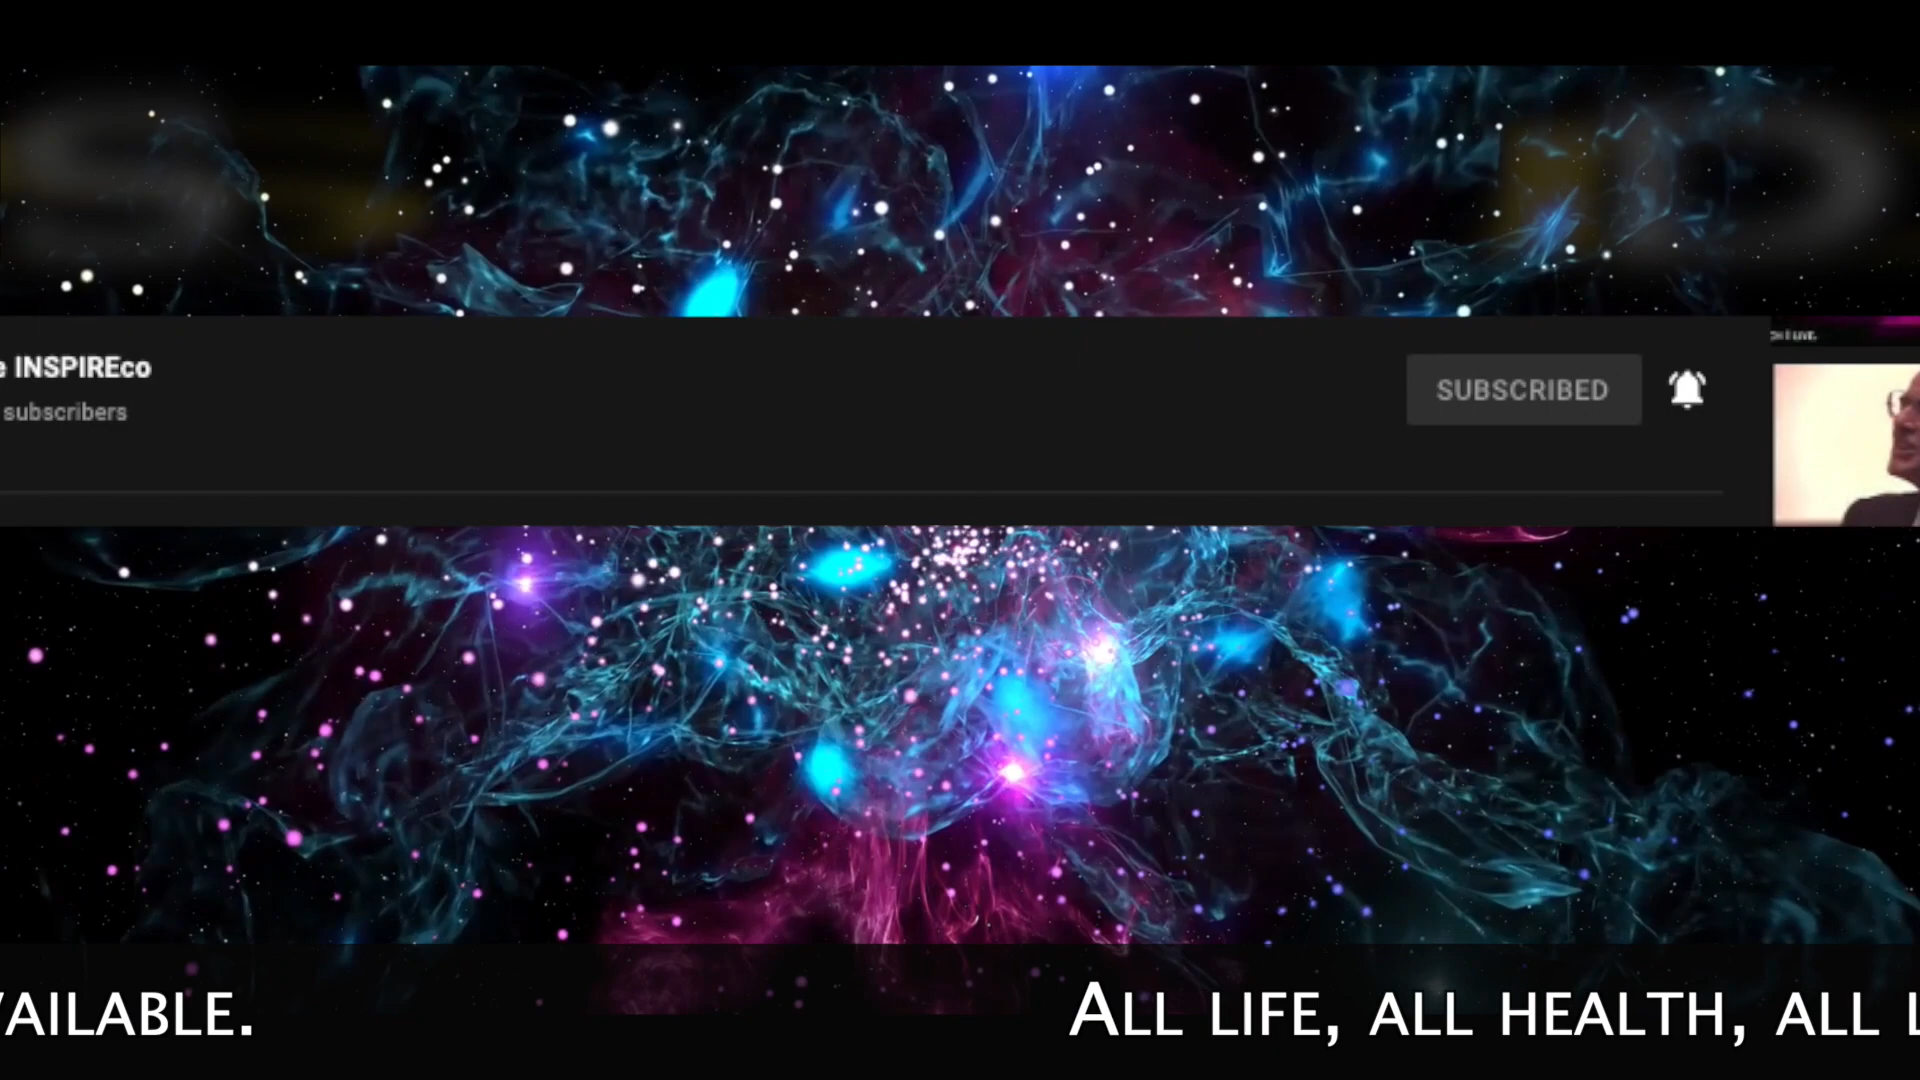 INSPIREco
subscribers
SUBSCRIBED
VAILABLE.
ALL LIFE, ALL HEALTH, ALL L